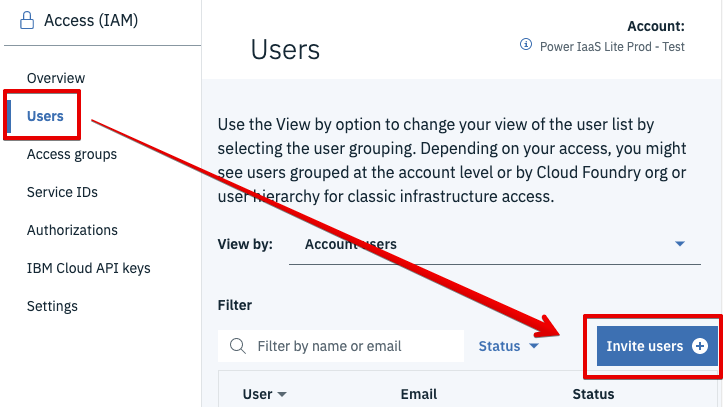 Access (IAM)
Overview
Users
Access groups
Service IDs
Authorizations
IBM Cloud API keys
Settings
Users
Account:
Power IaaS Lite Prod - Test
Use the View by option to change your view of the user list by
selecting the user grouping. Depending on your access, you might
see users grouped at the account level or by Cloud Foundry org or
user hierarchy for classic infrastructure access.
View by:
Account users
Filter
Filter by name or email
Status
Invite users
User
Email
Status